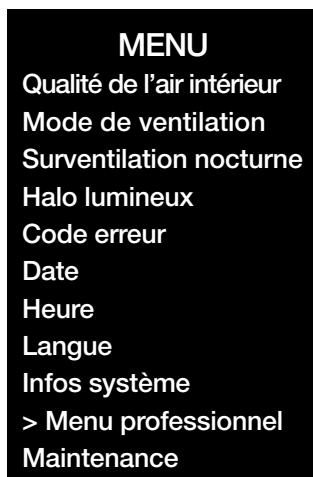 MENU
Qualité de l’air intérieur
Mode de ventilation
Surventilation nocturne
Halo lumineux
Code erreur
Date
Heure
Langue
Infos système
> Menu professionnel
Maintenance